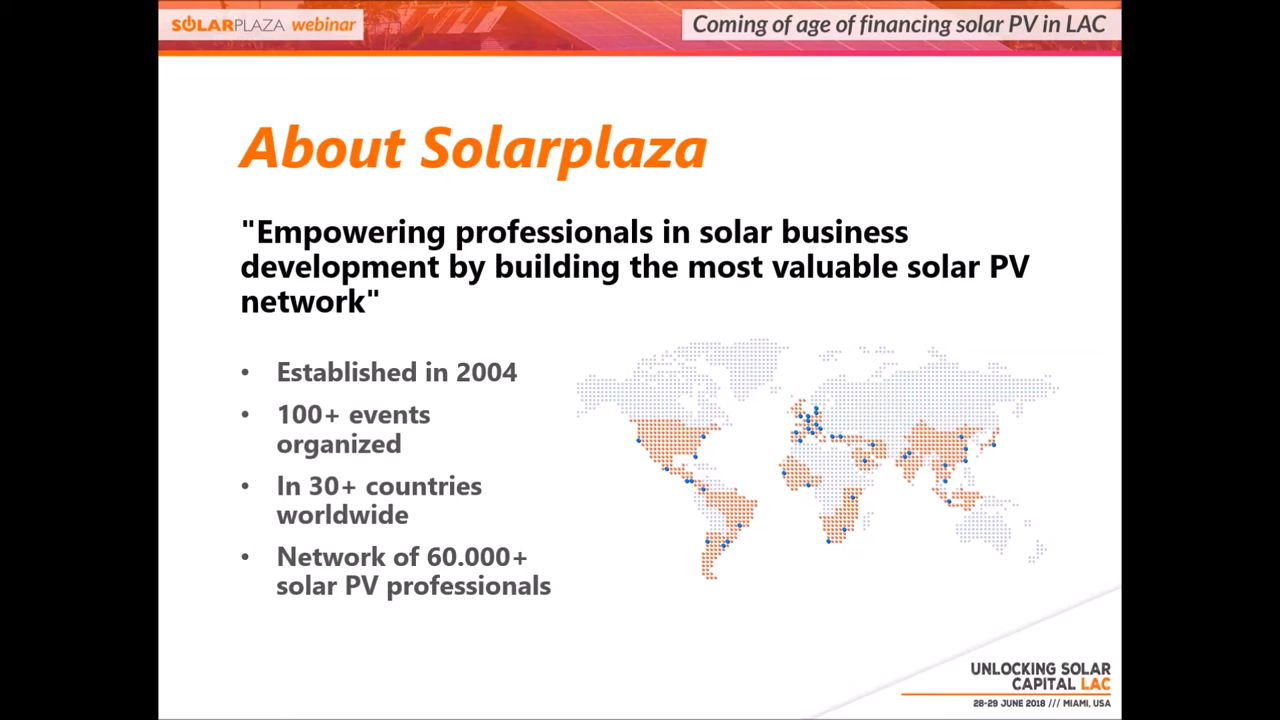 SOLARPLAZA webinar
Coming of age of financing solar PV in LAC
About Solarplaza
"Empowering professionals in solar business
development by building the most valuable solar PV
network"
• Established in 2004
• 100+ events
organized
• In 30+ countries
worldwide
• Network of 60.000+
solar PV professionals
UNLOCKING SOLAR
CAPITAL LAC
28-29 JUNE 2018 /// MIAMI, USA